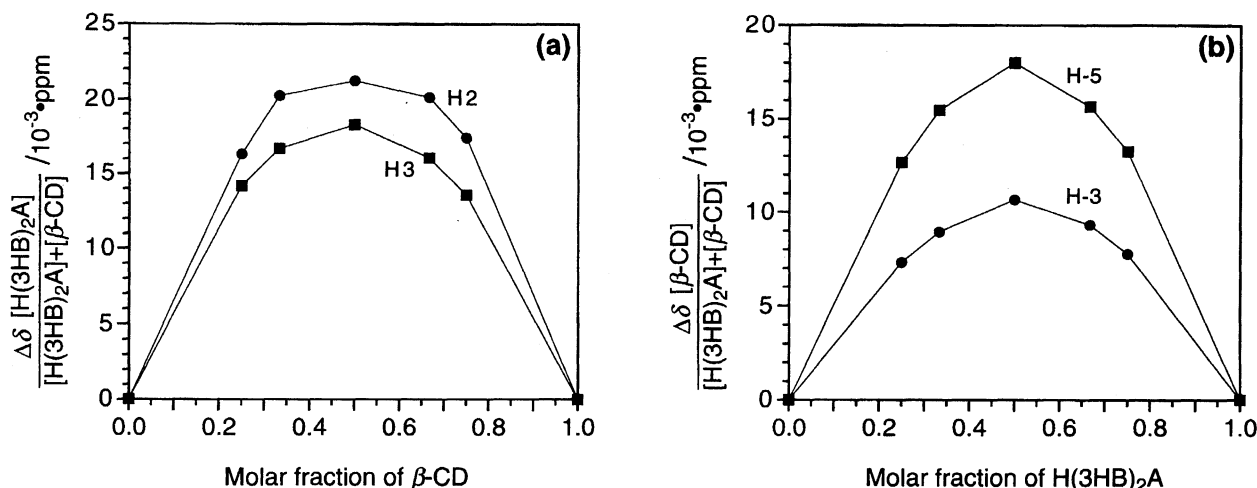 (a)
Δδ [H(3HB)₂A]
[H(3HB)₂A]+[β-CD]
/10⁻³•ppm
25
20
15
10
5
0
H2
H3
0.0 0.2 0.4 0.6 0.8 1.0
Molar fraction of β-CD
(b)
Δδ [β-CD]
[H(3HB)₂A]+[β-CD]
/10⁻³•ppm
20
15
10
5
0
H-5
H-3
0.0 0.2 0.4 0.6 0.8 1.0
Molar fraction of H(3HB)₂A